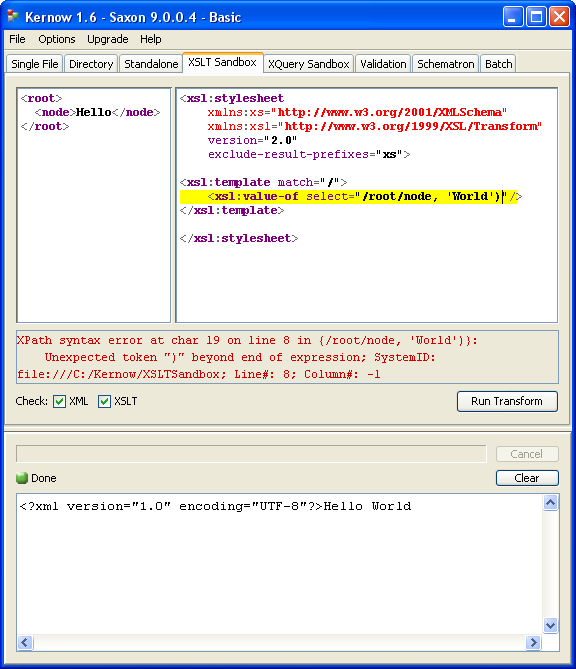 Kernow 1.6 - Saxon 9.0.0.4 - Basic
File Options Upgrade Help
Single File Directory Standalone XSLT Sandbox XQuery Sandbox Validation Schematron Batch
<root>
<node>Hello</node>
</root>
<xsl:stylesheet
xmlns:xs="http://www.w3.org/2001/XMLSchema"
xmlns:xsl="http://www.w3.org/1999/XSL/Transform"
version="2.0"
exclude-result-prefixes="xs">
<xsl:template match="/">
<xsl:value-of select="/root/node, 'World')"/>
</xsl:template>
</xsl:stylesheet>
XPath syntax error at char 19 on line 8 in {/root/node, 'World')}:
Unexpected token ")" beyond end of expression; SystemID:
file:///C:/Kernow/XSLTSandbox; Line#: 8; Column#: -1
Check: XML XSLT Run Transform
Cancel
Done Clear
<?xml version="1.0" encoding="UTF-8"?>Hello World